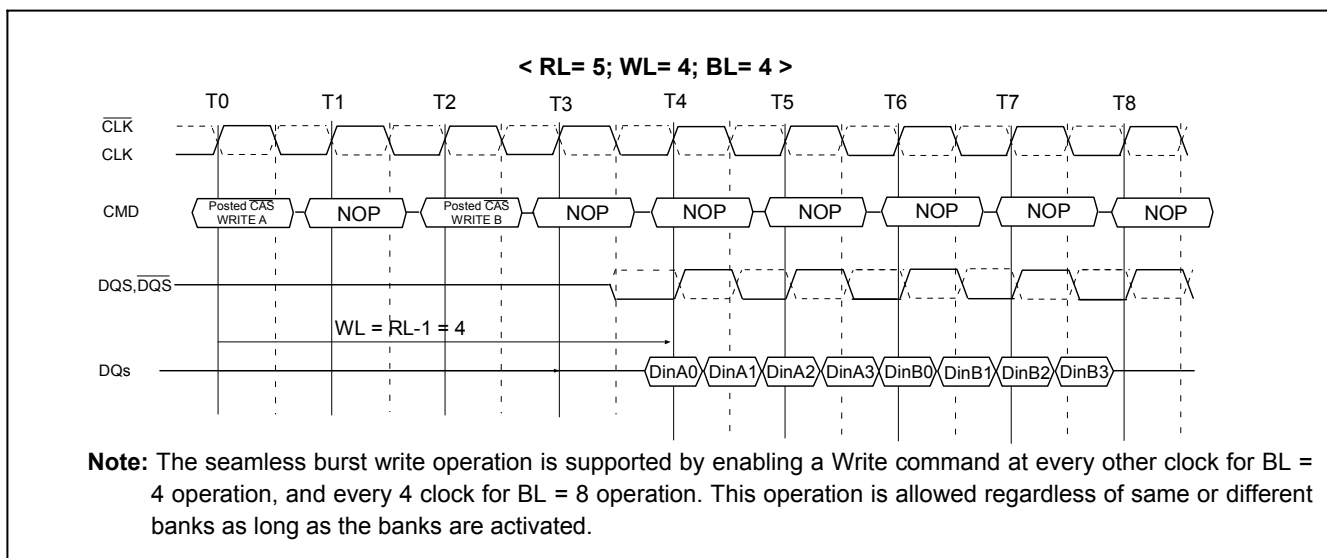 < RL= 5; WL= 4; BL= 4 >
T0 T1 T2 T3 T4 T5 T6 T7 T8
CLK
CLK
CMD
Posted CAS
WRITE A
NOP
Posted CAS
WRITE B
NOP
NOP
NOP
NOP
NOP
NOP
DQS,DQS
WL = RL-1 = 4
DQs
DinA0 DinA1 DinA2 DinA3 DinB0 DinB1 DinB2 DinB3
Note: The seamless burst write operation is supported by enabling a Write command at every other clock for BL =
4 operation, and every 4 clock for BL = 8 operation. This operation is allowed regardless of same or different
banks as long as the banks are activated.